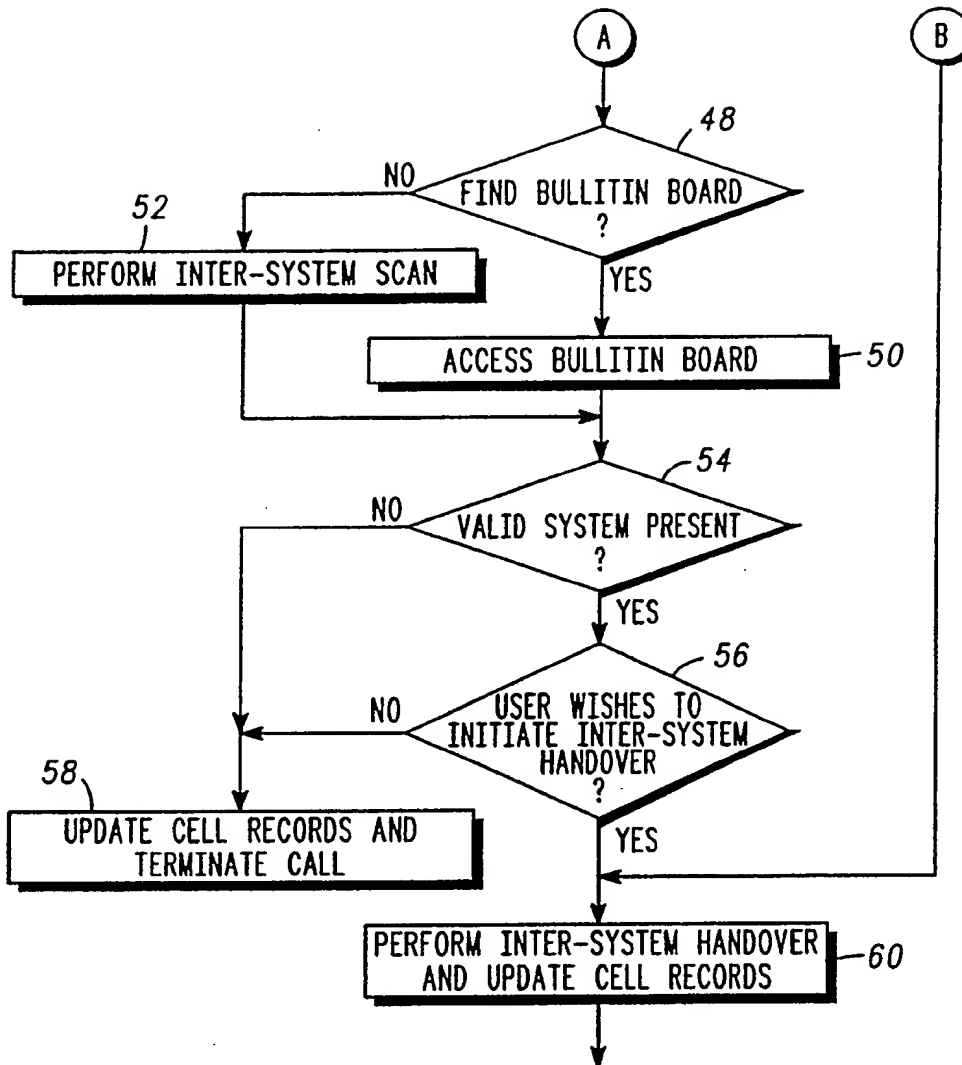 A
B
48
FIND BULLITIN BOARD
?
NO
YES
52
PERFORM INTER-SYSTEM SCAN
ACCESS BULLITIN BOARD
50
54
VALID SYSTEM PRESENT
?
NO
YES
56
USER WISHES TO
INITIATE INTER-SYSTEM
HANDOVER
?
NO
YES
58
UPDATE CELL RECORDS AND
TERMINATE CALL
PERFORM INTER-SYSTEM HANDOVER
AND UPDATE CELL RECORDS
60